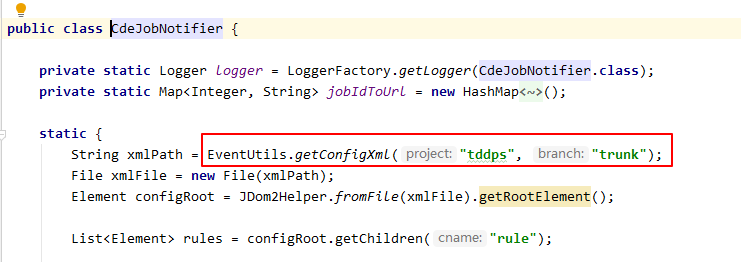 public class CdeJobNotifier {
private static Logger logger = LoggerFactory.getLogger(CdeJobNotifier.class);
private static Map<Integer, String> jobIdToUrl = new HashMap<~>();
static {
String xmlPath = EventUtils.getConfigXml( project: "tddps", branch: "trunk");
File xmlFile = new File(xmlPath);
Element configRoot = JDom2Helper.fromFile(xmlFile).getRootElement();
List<Element> rules = configRoot.getChildren( cname: "rule");